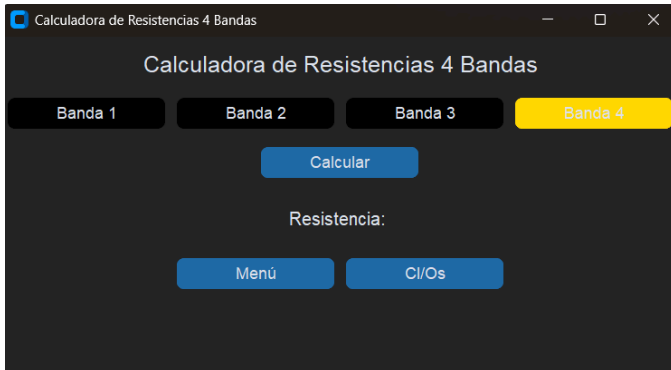 Calculadora de Resistencias 4 Bandas
Calculadora de Resistencias 4 Bandas
Banda 1 Banda 2 Banda 3 Banda 4
Calcular
Resistencia:
Menú CI/Os